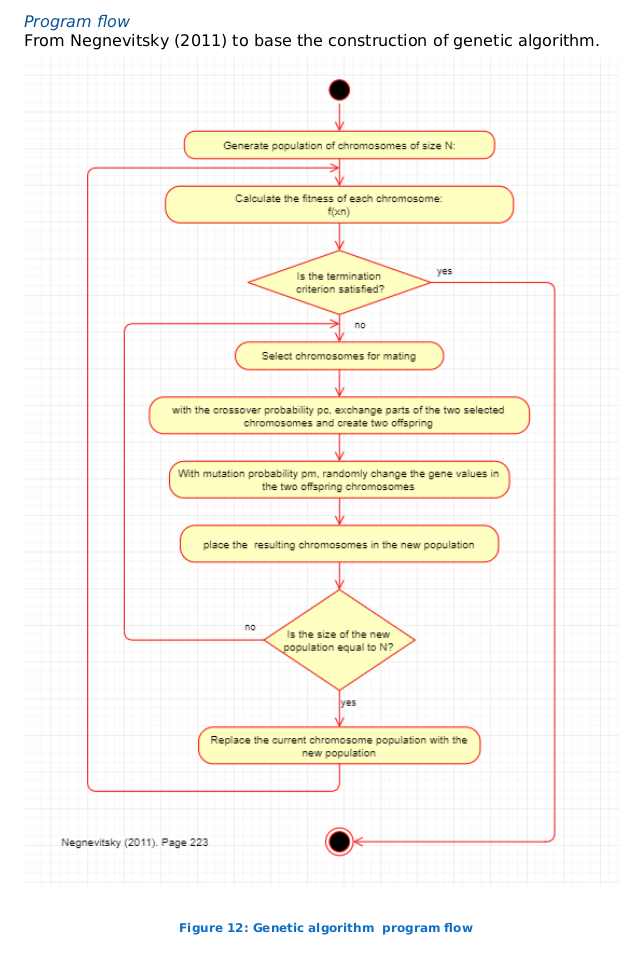 Program flow
From Negnevitsky (2011) to base the construction of genetic algorithm.
Generate population of chromosomes of size N:
Calculate the fitness of each chromosome:
f(xn)
Is the termination
criterion satisfied?
yes
no
Select chromosomes for mating
with the crossover probability pc, exchange parts of the two selected
chromosomes and create two offspring
With mutation probability pm, randomly change the gene values in
the two offspring chromosomes
place the  resulting chromosomes in the new population
no
Is the size of the new
population equal to N?
yes
Replace the current chromosome population with the
new population
Negnevitsky (2011). Page 223
Figure 12: Genetic algorithm  program flow